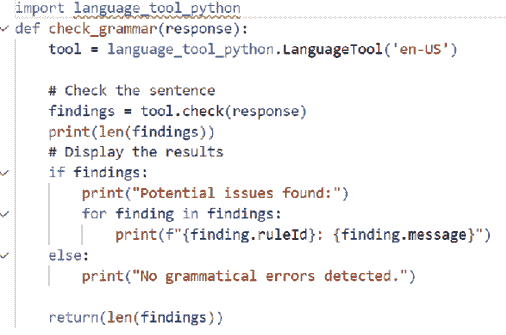 import language_tool_python
def check_grammar(response):
    tool = language_tool_python.LanguageTool('en-US')

    # Check the sentence
    findings = tool.check(response)
    print(len(findings))
    # Display the results
    if findings:
        print("Potential issues found:")
        for finding in findings:
            print(f"{finding.ruleId}: {finding.message}")
    else:
        print("No grammatical errors detected.")

    return(len(findings))